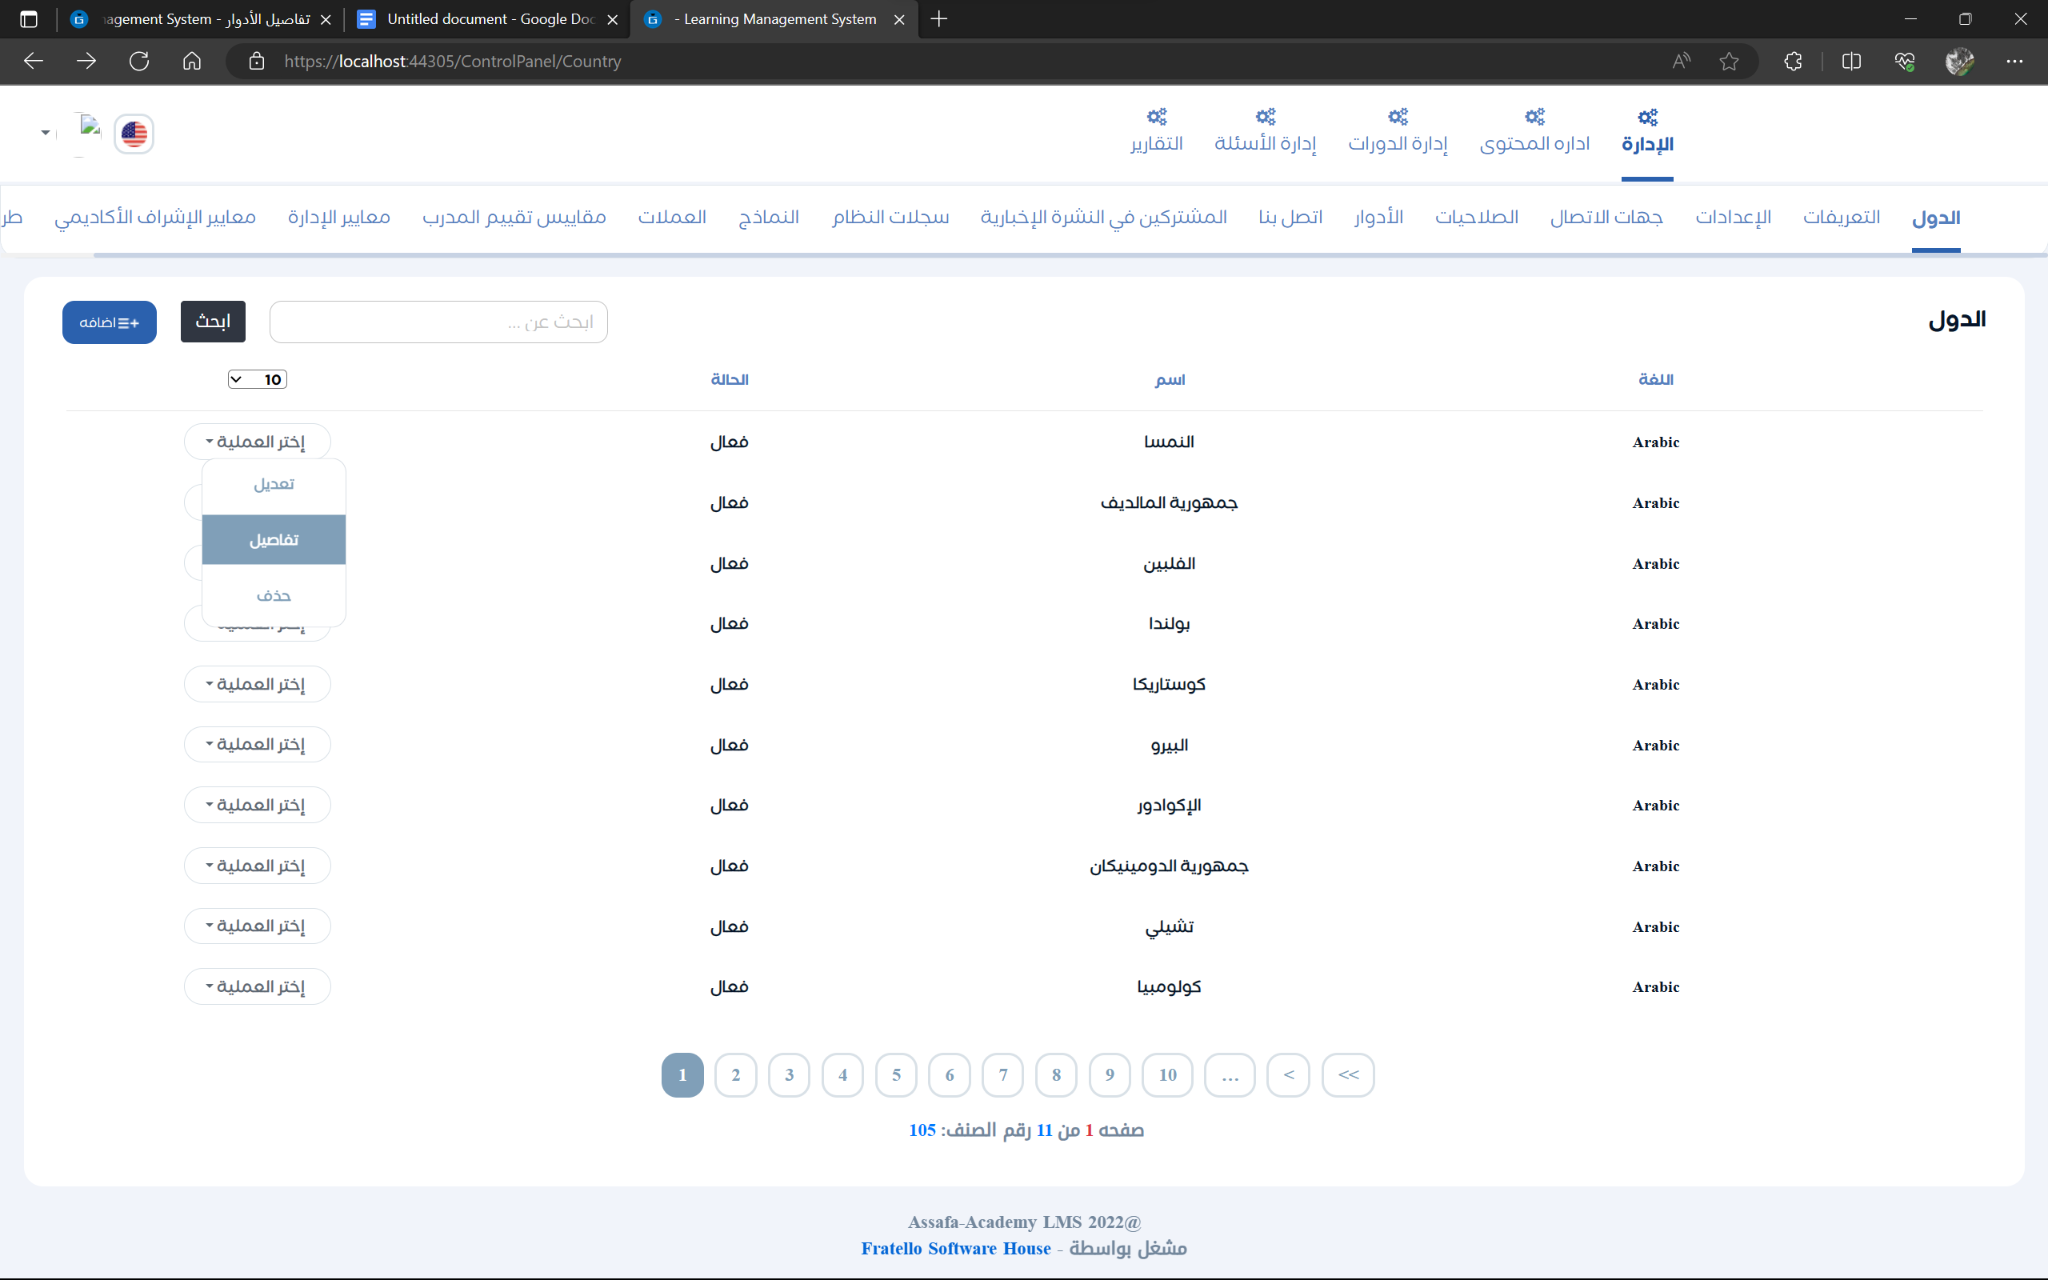 تفاصيل الأدوار - agement System
Untitled document - Google Doc
- Learning Management System
https://localhost:44305/ControlPanel/Country
الإدارة
اداره المحتوى
إدارة الدورات
إدارة الأسئلة
التقارير
الدول
التعريفات
الإعدادات
جهات الاتصال
الصلاحيات
الأدوار
اتصل بنا
المشتركين في النشرة الإخبارية
سجلات النظام
النماذج
العملات
مقاييس تقييم المدرب
معايير الإدارة
معايير الإشراف الأكاديمي
طر
الدول
ابحث عن ...
ابحث
اضافه
اللغة اسم الحالة 10
Arabic النمسا فعال إختر العملية
تعديل
Arabic جمهورية المالديف فعال
تفاصيل
Arabic الفلبين فعال
حذف
Arabic بولندا فعال
Arabic كوستاريكا فعال إختر العملية
Arabic البيرو فعال إختر العملية
Arabic الإكوادور فعال إختر العملية
Arabic جمهورية الدومينيكان فعال إختر العملية
Arabic تشيلي فعال إختر العملية
Arabic كولومبيا فعال إختر العملية
1 2 3 4 5 6 7 8 9 10 ... < <<
صفحه 1 من 11 رقم الصنف: 105
Assafa-Academy LMS 2022@
مشغل بواسطة - Fratello Software House